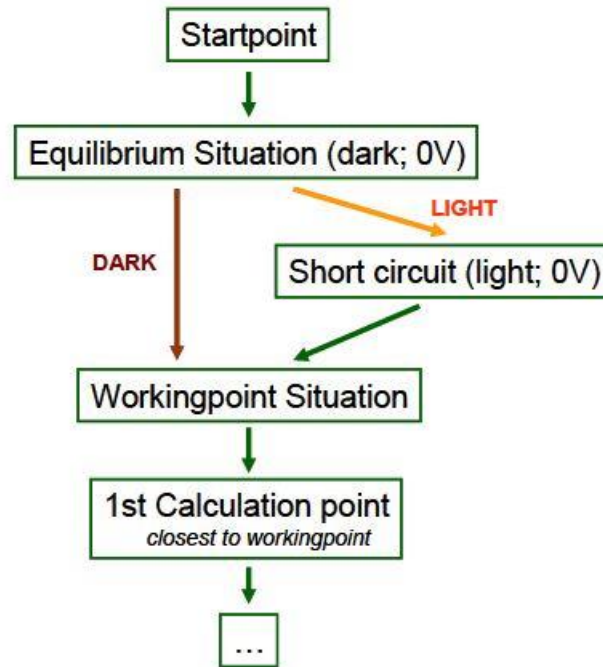 Startpoint
Equilibrium Situation (dark; 0V)
LIGHT
DARK
Short circuit (light; 0V)
Workingpoint Situation
1st Calculation point
closest to workingpoint
...